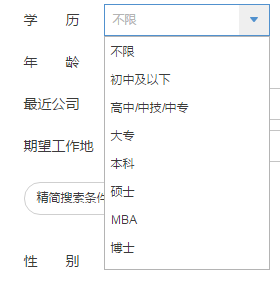 学 历 不限
不限
年 龄
初中及以下
最近公司
高中/中技/中专
大专
期望工作地
本科
硕士
精简搜索条件
MBA
博士
性 别